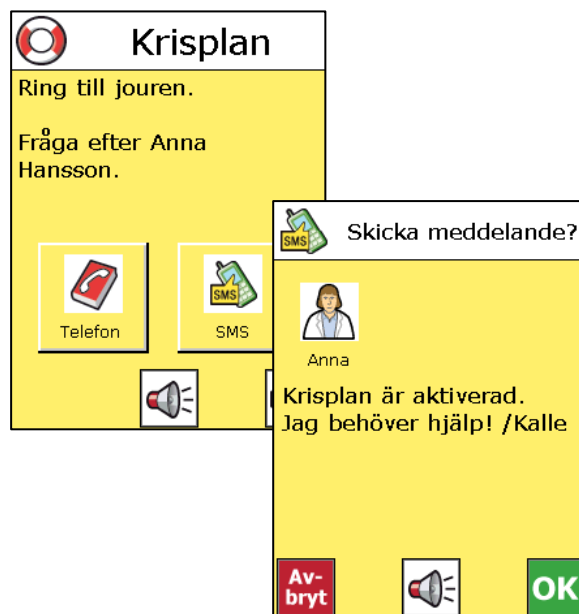 Krisplan
Ring till jouren.
Fråga efter Anna
Hansson.
Telefon
SMS
SMS
SMS
Skicka meddelande?
Anna
Krisplan är aktiverad.
Jag behöver hjälp! /Kalle
Av-
bryt
OK